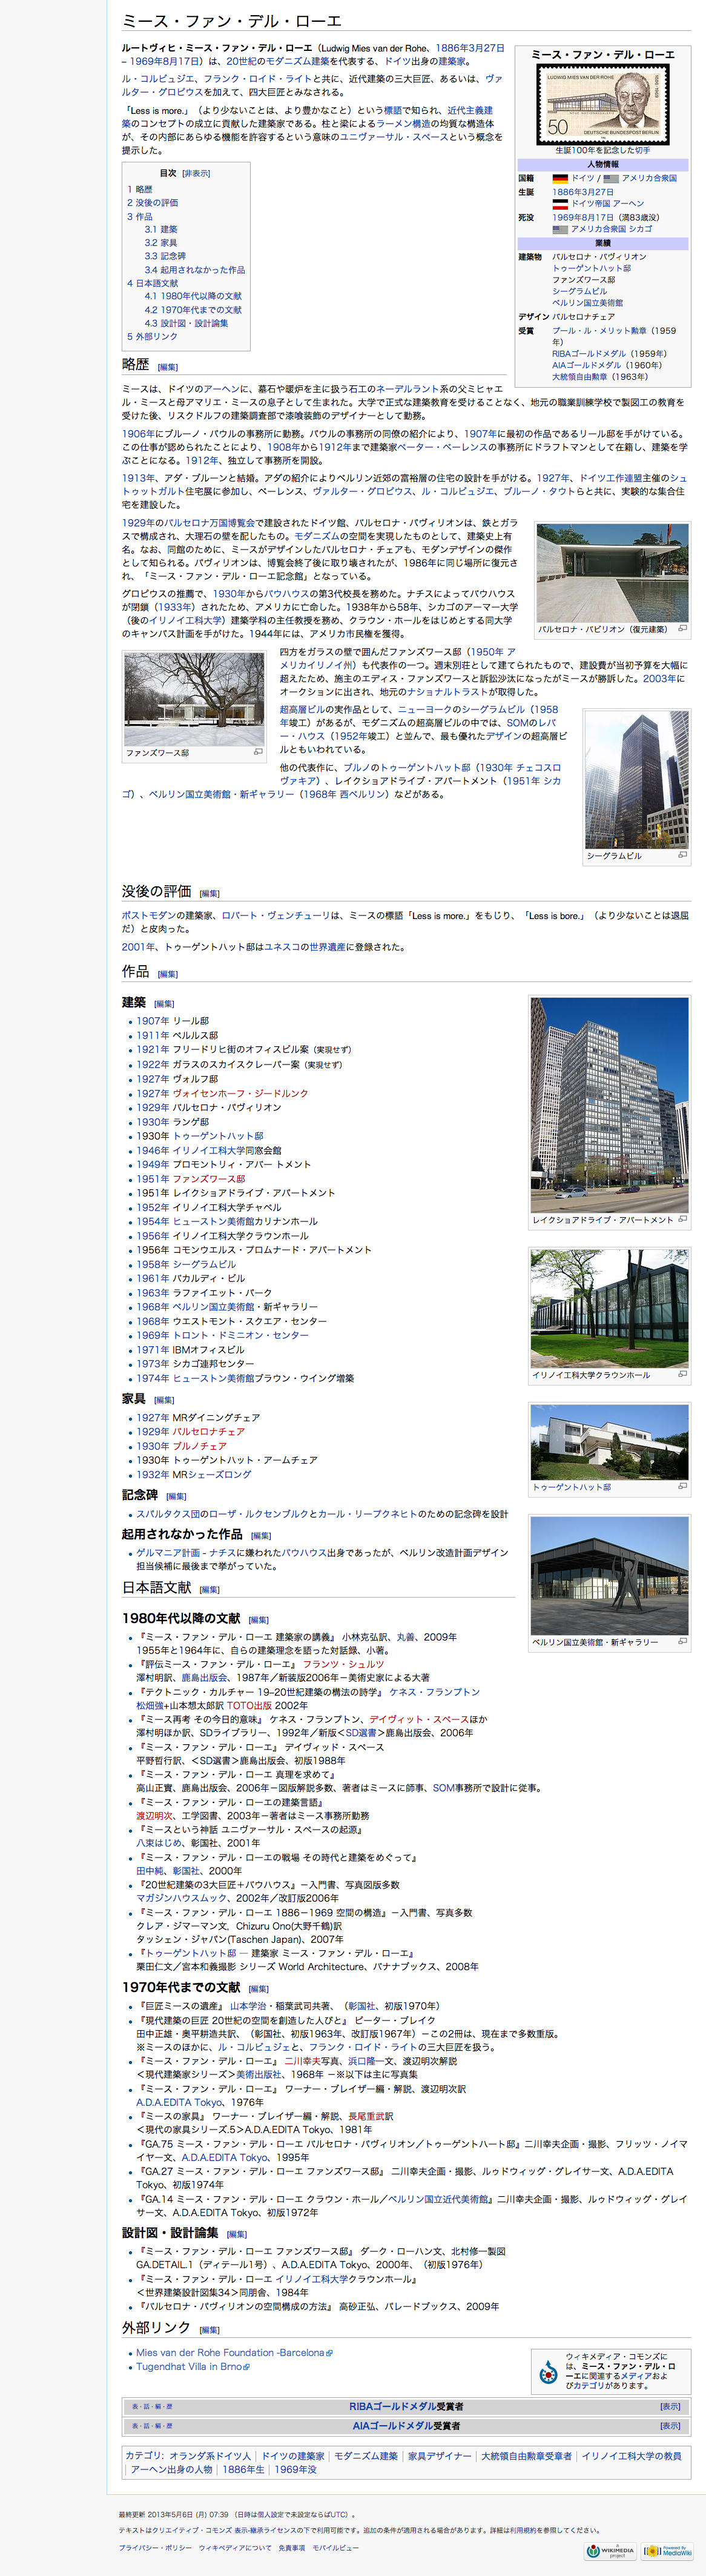 ミース・ファン・デル・ローエ
ルートヴィヒ・ミース・ファン・デル・ローエ（Ludwig Mies van der Rohe、1886年3月27日
– 1969年8月17日）は、20世紀のモダニズム建築を代表する、ドイツ出身の建築家。
ル・コルビュジエ、フランク・ロイド・ライトと共に、近代建築の三大巨匠、あるいは、ヴァ
ルター・グロピウスを加えて、四大巨匠とみなされる。
「Less is more.」（より少ないことは、より豊かなこと）という標語で知られ、近代主義建
築のコンセプトの成立に貢献した建築家である。柱と梁によるラーメン構造の均質な構造体
が、その内部にあらゆる機能を許容するという意味のユニヴァーサル・スペースという概念を
提示した。
ミース・ファン・デル・ローエ
LUDWIG MIES VAN DER ROHE
50
DEUTSCHE BUNDESPOST BERLIN
生誕100年を記念した切手
人物情報
国籍 ドイツ / アメリカ合衆国
生誕 1886年3月27日
ドイツ帝国 アーヘン
死没 1969年8月17日（満83歳没）
アメリカ合衆国 シカゴ
業績
建築物 バルセロナ・パヴィリオン
トゥーゲントハット邸
ファンズワース邸
シーグラムビル
ベルリン国立美術館
デザイン バルセロナチェア
受賞 プール・ル・メリット勲章（1959
年）
RIBAゴールドメダル（1959年）
AIAゴールドメダル（1960年）
大統領自由勲章（1963年）
目次 [非表示]
1 略歴
2 没後の評価
3 作品
3.1 建築
3.2 家具
3.3 記念碑
3.4 起用されなかった作品
4 日本語文献
4.1 1980年代以降の文献
4.2 1970年代までの文献
4.3 設計図・設計論集
5 外部リンク
略歴 [編集]
ミースは、ドイツのアーヘンに、墓石や暖炉を主に扱う石工のネーデルラント系の父ミヒャエ
ル・ミースと母アマリエ・ミースの息子として生まれた。大学で正式な建築教育を受けることなく、地元の職業訓練学校で製図工の教育を
受けた後、リスクドルフの建築調査部で漆喰装飾のデザイナーとして勤務。
1906年にブルーノ・パウルの事務所に勤務。パウルの事務所の同僚の紹介により、1907年に最初の作品であるリール邸を手がけている。
この仕事が認められたことにより、1908年から1912年まで建築家ペーター・ベーレンスの事務所にドラフトマンとして在籍し、建築を学
ぶことになる。1912年、独立して事務所を開設。
1913年、アダ・ブルーンと結婚。アダの紹介によりベルリン近郊の富裕層の住宅の設計を手がける。1927年、ドイツ工作連盟主催のシュ
トゥットガルト住宅展に参加し、ベーレンス、ヴァルター・グロピウス、ル・コルビュジエ、ブルーノ・タウトらと共に、実験的な集合住
宅を建設した。
1929年のバルセロナ万国博覧会で建設されたドイツ館、バルセロナ・パヴィリオンは、鉄とガラ
スで構成され、大理石の壁を配したもの。モダニズムの空間を実現したものとして、建築史上有
名。なお、同館のために、ミースがデザインしたバルセロナ・チェアも、モダンデザインの傑作
として知られる。パヴィリオンは、博覧会終了後に取り壊されたが、1986年に同じ場所に復元さ
れ、「ミース・ファン・デル・ローエ記念館」となっている。
バルセロナ・パビリオン（復元建築）
グロピウスの推薦で、1930年からバウハウスの第3代校長を務めた。ナチスによってバウハウス
が閉鎖（1933年）されたため、アメリカに亡命した。1938年から58年、シカゴのアーマー大学
（後のイリノイ工科大学）建築学科の主任教授を務め、クラウン・ホールをはじめとする同大学
のキャンパス計画を手がけた。1944年には、アメリカ市民権を獲得。
四方をガラスの壁で囲んだファンズワース邸（1950年 ア
メリカイリノイ州）も代表作の一つ。週末別荘として建てられたもので、建設費が当初予算を大幅に
超えたため、施主のエディス・ファンズワースと訴訟沙汰になったがミースが勝訴した。2003年に
オークションに出され、地元のナショナルトラストが取得した。
ファンズワース邸
超高層ビルの実作品として、ニューヨークのシーグラムビル（1958
年竣工）があるが、モダニズムの超高層ビルの中では、SOMのレバ
ー・ハウス（1952年竣工）と並んで、最も優れたデザインの超高層ビ
ルともいわれている。
他の代表作に、ブルノのトゥーゲントハット邸（1930年 チェコスロ
ヴァキア）、レイクショアドライブ・アパートメント（1951年 シカ
ゴ）、ベルリン国立美術館・新ギャラリー（1968年 西ベルリン）などがある。
シーグラムビル
没後の評価 [編集]
ポストモダンの建築家、ロバート・ヴェンチューリは、ミースの標語「Less is more.」をもじり、「Less is bore.」（より少ないことは退屈
だ）と皮肉った。
2001年、トゥーゲントハット邸はユネスコの世界遺産に登録された。
作品 [編集]
建築 [編集]
1907年 リール邸
1911年 ペルルス邸
1921年 フリードリヒ街のオフィスビル案（実現せず）
1922年 ガラスのスカイスクレーパー案（実現せず）
1927年 ヴォルフ邸
1927年 ヴォイセンホーフ・ジードルンク
1929年 バルセロナ・パヴィリオン
1930年 ランゲ邸
1930年 トゥーゲントハット邸
1946年 イリノイ工科大学同窓会館
1949年 プロモントリィ・アパートメント
1951年 ファンズワース邸
1951年 レイクショアドライブ・アパートメント
1952年 イリノイ工科大学チャペル
1954年 ヒューストン美術館カリナンホール
1956年 イリノイ工科大学クラウンホール
1956年 コモンウエルス・プロムナード・アパートメント
1958年 シーグラムビル
1961年 バカルディ・ビル
1963年 ラファイエット・パーク
1968年 ベルリン国立美術館・新ギャラリー
1968年 ウエストモント・スクエア・センター
1969年 トロント・ドミニオン・センター
1971年 IBMオフィスビル
1973年 シカゴ連邦センター
1974年 ヒューストン美術館ブラウン・ウイング増築
レイクショアドライブ・アパートメント
イリノイ工科大学クラウンホール
トゥーゲントハット邸
ベルリン国立美術館・新ギャラリー
家具 [編集]
1927年 MRダイニングチェア
1929年 バルセロナチェア
1930年 ブルノチェア
1930年 トゥーゲントハット・アームチェア
1932年 MRシェーズロング
記念碑 [編集]
スパルタクス団のローザ・ルクセンブルクとカール・リープクネヒトのための記念碑を設計
起用されなかった作品 [編集]
ゲルマニア計画 - ナチスに嫌われたバウハウス出身であったが、ベルリン改造計画デザイン
担当候補に最後まで挙がっていた。
日本語文献 [編集]
1980年代以降の文献 [編集]
『ミース・ファン・デル・ローエ 建築家の講義』 小林克弘訳、丸善、2009年
1955年と1964年に、自らの建築理念を語った対話録、小著。
『評伝ミース・ファン・デル・ローエ』 フランツ・シュルツ
澤村明訳、鹿島出版会、1987年／新装版2006年－美術史家による大著
『テクトニック・カルチャー 19–20世紀建築の構法の詩学』 ケネス・フランプトン
松畑強+山本想太郎訳 TOTO出版 2002年
『ミース再考 その今日的意味』 ケネス・フランプトン、デイヴィット・スペースほか
澤村明ほか訳、SDライブラリー、1992年／新版＜SD選書＞鹿島出版会、2006年
『ミース・ファン・デル・ローエ』 デイヴィッド・スペース
平野哲行訳、＜SD選書＞鹿島出版会、初版1988年
『ミース・ファン・デル・ローエ 真理を求めて』
高山正實、鹿島出版会、2006年－図版解説多数、著者はミースに師事、SOM事務所で設計に従事。
『ミース・ファン・デル・ローエの建築言語』
渡辺明次、工学図書、2003年－著者はミース事務所勤務
『ミースという神話 ユニヴァーサル・スペースの起源』
八束はじめ、彰国社、2001年
『ミース・ファン・デル・ローエの戦場 その時代と建築をめぐって』
田中純、彰国社、2000年
『20世紀建築の3大巨匠＋バウハウス』－入門書、写真図版多数
マガジンハウスムック、2002年／改訂版2006年
『ミース・ファン・デル・ローエ 1886－1969 空間の構造』－入門書、写真多数
クレア・ジマーマン文，Chizuru Ono(大野千鶴)訳
タッシェン・ジャパン(Taschen Japan)、2007年
『トゥーゲントハット邸 ─ 建築家 ミース・ファン・デル・ローエ』
栗田仁文／宮本和義撮影 シリーズ World Architecture、バナナブックス、2008年
1970年代までの文献 [編集]
『巨匠ミースの遺産』 山本学治・稲葉武司共著、（彰国社、初版1970年）
『現代建築の巨匠 20世紀の空間を創造した人びと』 ピーター・ブレイク
田中正雄・奥平耕造共訳、（彰国社、初版1963年、改訂版1967年）－この2冊は、現在まで多数重版。
※ミースのほかに、ル・コルビュジェと、フランク・ロイド・ライトの三大巨匠を扱う。
『ミース・ファン・デル・ローエ』 二川幸夫写真、浜口隆一文、渡辺明次解説
＜現代建築家シリーズ＞美術出版社、1968年 －※以下は主に写真集
『ミース・ファン・デル・ローエ』 ワーナー・ブレイザー編・解説、渡辺明次訳
A.D.A.EDITA Tokyo、1976年
『ミースの家具』 ワーナー・ブレイザー編・解説、長尾重武訳
＜現代の家具シリーズ.5＞A.D.A.EDITA Tokyo、1981年
『GA.75 ミース・ファン・デル・ローエ バルセロナ・パヴィリオン／トゥーゲントハート邸』二川幸夫企画・撮影、フリッツ・ノイマ
イヤー文、A.D.A.EDITA Tokyo、1995年
『GA.27 ミース・ファン・デル・ローエ ファンズワース邸』 二川幸夫企画・撮影、ルゥドウィッグ・グレイサー文、A.D.A.EDITA
Tokyo、初版1974年
『GA.14 ミース・ファン・デル・ローエ クラウン・ホール／ベルリン国立近代美術館』二川幸夫企画・撮影、ルゥドウィッグ・グレイ
サー文、A.D.A.EDITA Tokyo、初版1972年
設計図・設計論集 [編集]
『ミース・ファン・デル・ローエ ファンズワース邸』 ダーク・ローハン文、北村修一製図
GA.DETAIL.1（ディテール1号）、A.D.A.EDITA Tokyo、2000年、（初版1976年）
『ミース・ファン・デル・ローエ イリノイ工科大学クラウンホール』
＜世界建築設計図集34＞同朋舎、1984年
『バルセロナ・パヴィリオンの空間構成の方法』 高砂正弘、パレードブックス、2009年
外部リンク [編集]
Mies van der Rohe Foundation -Barcelona
Tugendhat Villa in Brno
ウィキメディア・コモンズに
は、ミース・ファン・デル・ロ
ーエに関連するメディアおよ
びカテゴリがあります。
表・話・編・歴 RIBAゴールドメダル受賞者 [表示]
表・話・編・歴 AIAゴールドメダル受賞者 [表示]
カテゴリ: オランダ系ドイツ人 | ドイツの建築家 | モダニズム建築 | 家具デザイナー | 大統領自由勲章受章者 | イリノイ工科大学の教員
| アーヘン出身の人物 | 1886年生 | 1969年没
最終更新 2013年5月6日 (月) 07:39 （日時は個人設定で未設定ならばUTC）。
テキストはクリエイティブ・コモンズ 表示-継承ライセンスの下で利用可能です。追加の条件が適用される場合があります。詳細は利用規約を参照してください。
プライバシー・ポリシー ウィキペディアについて 免責事項 モバイルビュー
A WIKIMEDIA project
Powered By MediaWiki